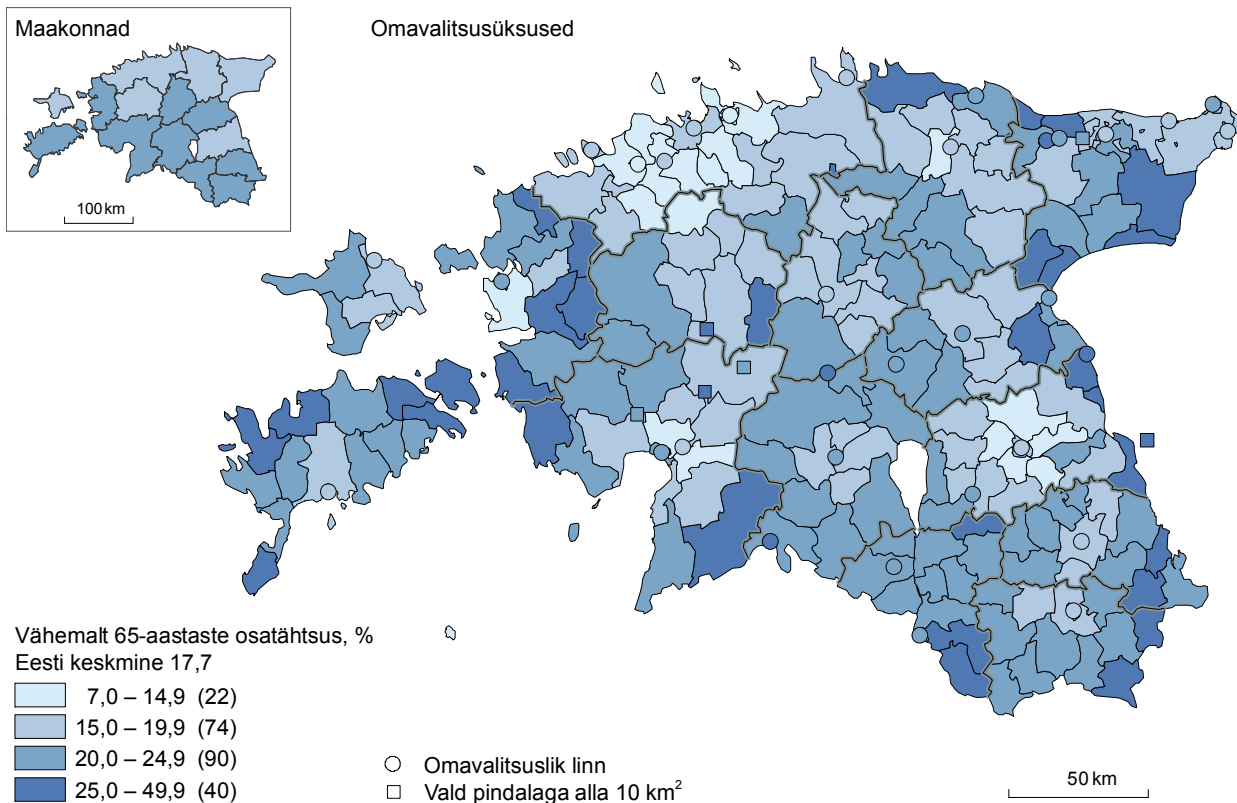 Maakonnad
100 km
Omavalitsusüksused
Vähemalt 65-aastaste osatähtsus, %
Eesti keskmine 17,7
7,0 – 14,9 (22)
15,0 – 19,9 (74)
20,0 – 24,9 (90)
25,0 – 49,9 (40)
Omavalitsuslik linn
Vald pindalaga alla 10 km²
50 km